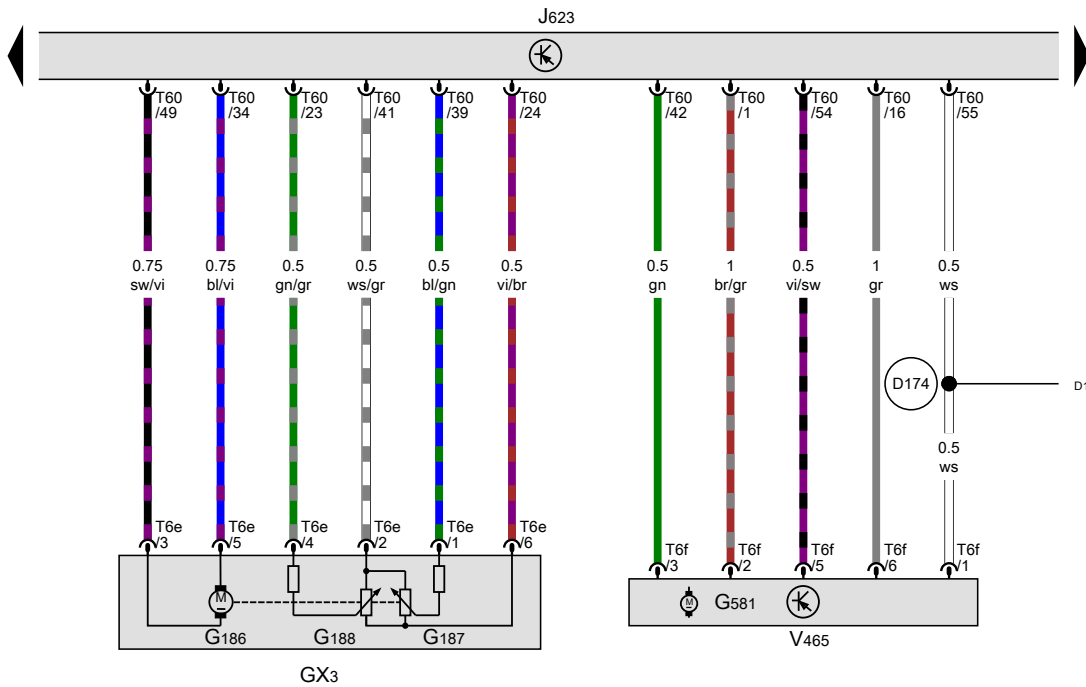 J623
T60 T60 T60 T60 T60 T60 T60 T60 T60 T60 T60
/49 /34 /23 /41 /39 /24 /42 /1 /54 /16 /55
0.75 0.75 0.5 0.5 0.5 0.5 0.5 1 0.5 1 0.5
sw/vi bl/vi gn/gr ws/gr bl/gn vi/br gn br/gr vi/sw gr ws
D174
D1
0.5
ws
T6e T6e T6e T6e T6e T6e T6f T6f T6f T6f T6f
/3 /5 /4 /2 /1 /6 /3 /2 /5 /6 /1
M M G581
G186 G188 G187 V465
GX3